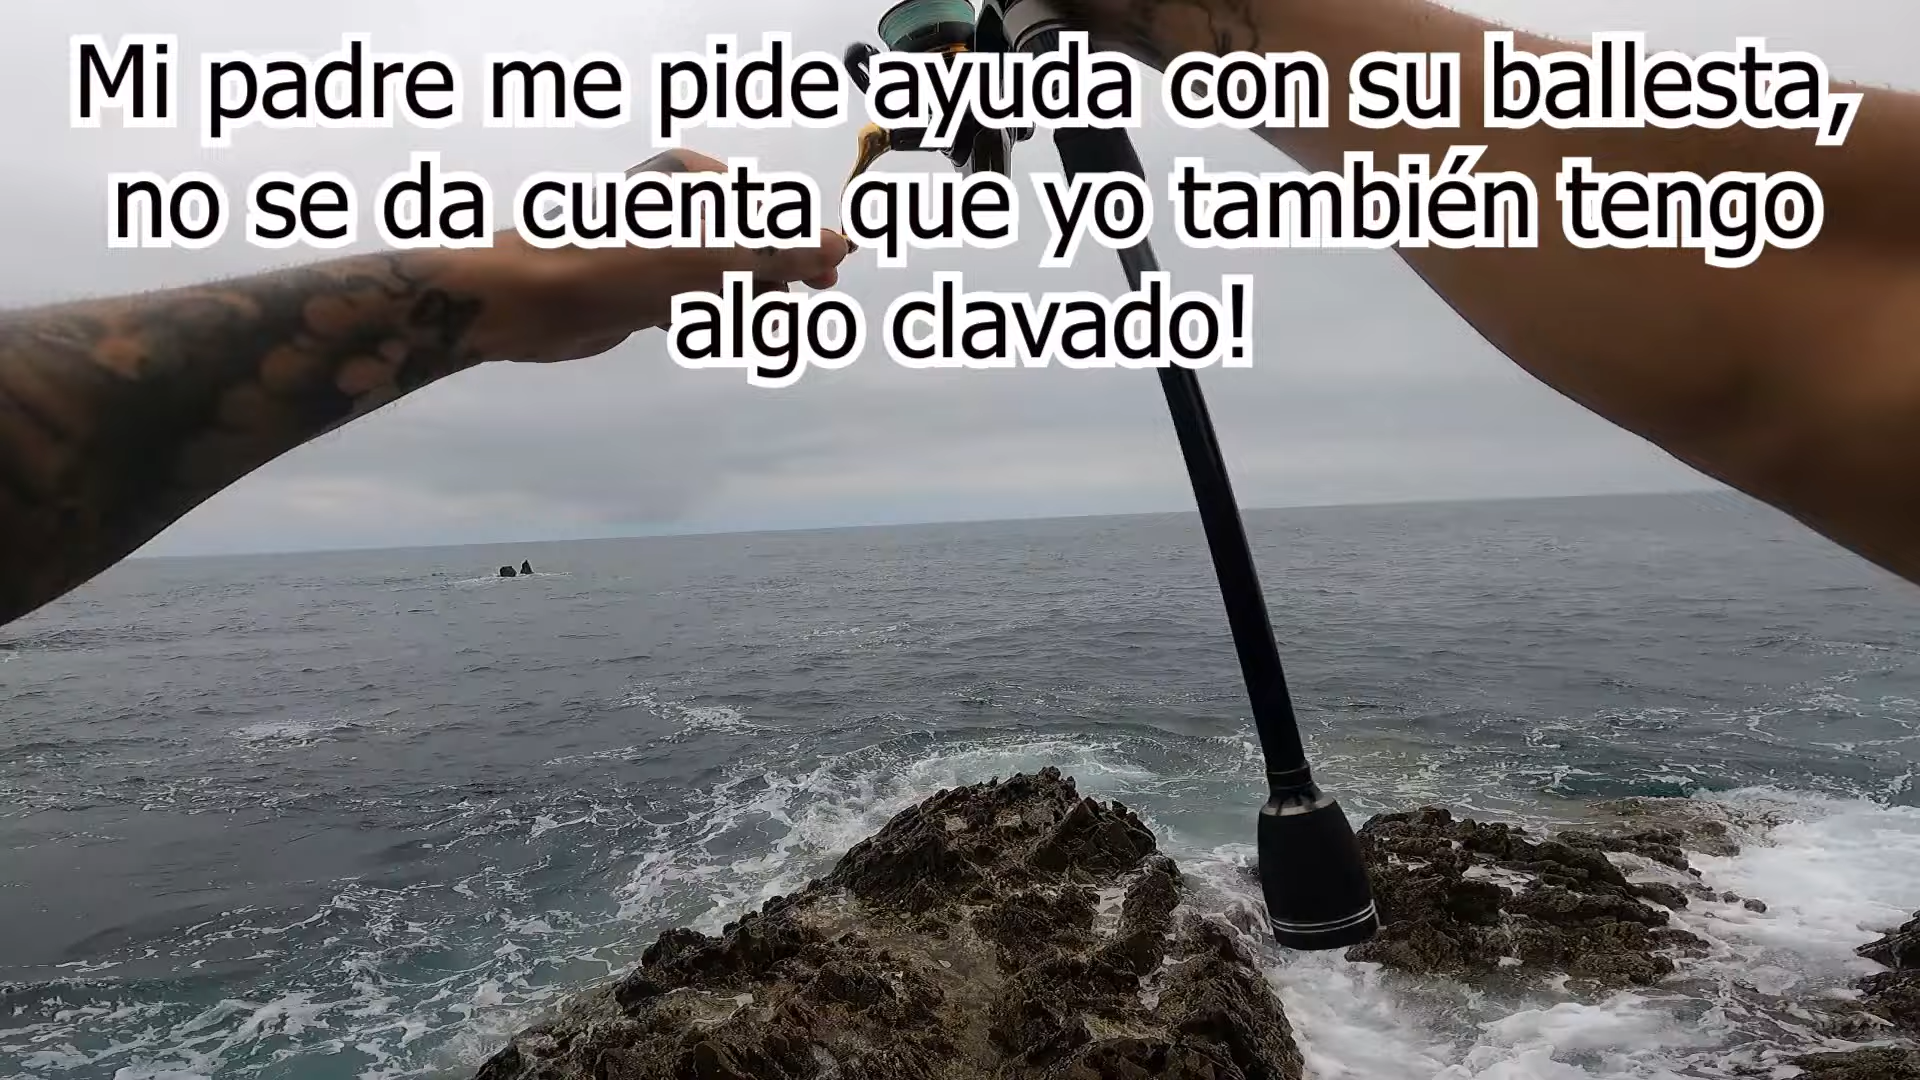 Mi padre me pide ayuda con su ballesta,
no se da cuenta que yo también tengo
algo clavado!